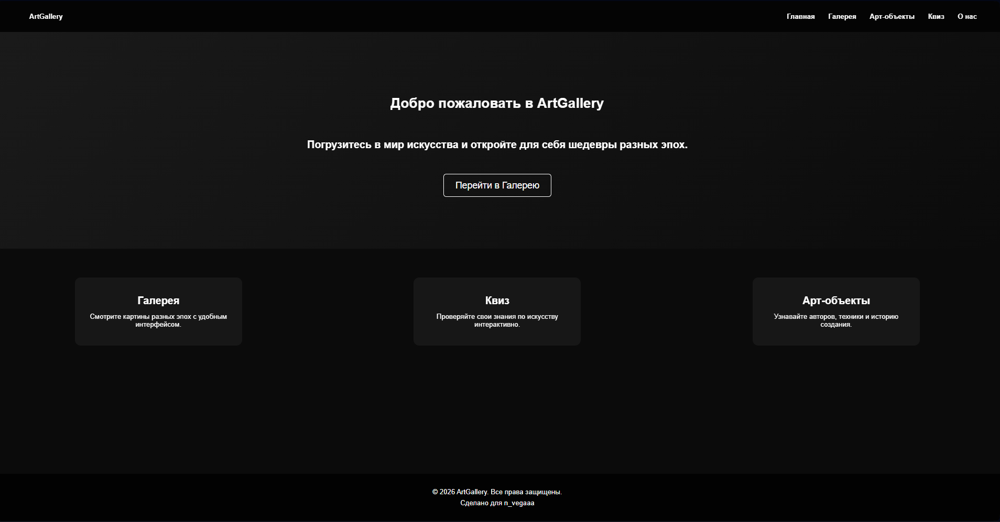 ArtGallery
Главная
Галерея
Арт-объекты
Квиз
О нас
Добро пожаловать в ArtGallery
Погрузитесь в мир искусства и откройте для себя шедевры разных эпох.
Перейти в Галерею
Галерея
Смотрите картины разных эпох с удобным
интерфейсом.
Квиз
Проверяйте свои знания по искусству
интерактивно.
Арт-объекты
Узнавайте авторов, техники и историю
создания.
© 2026 ArtGallery. Все права защищены.
Сделано для n_vegaaa